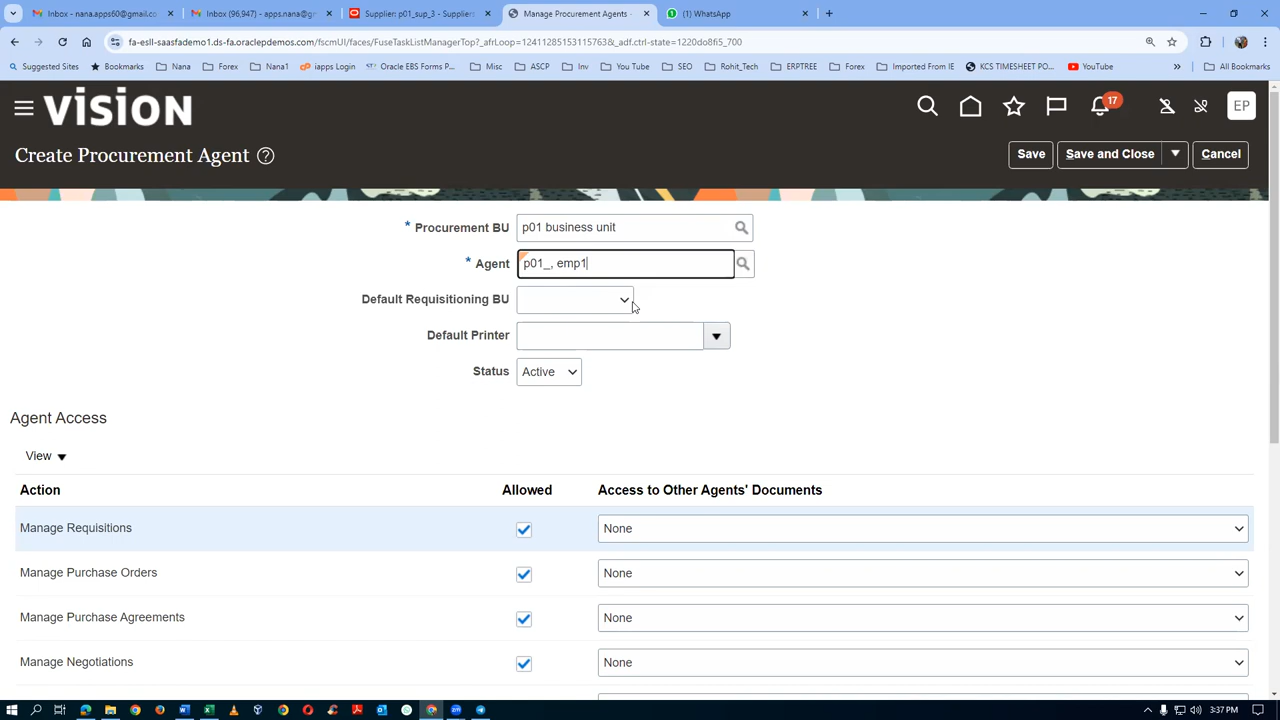 Inbox - nana.apps60@gmail.co
Inbox (96,947) - apps.nana@g
Supplier: p01_sup_3 - Suppliers
Manage Procurement Agents -
(1) WhatsApp
fa-esll-saasfademo1.ds-fa.oraclepdemos.com/fscmUI/faces/FuseTaskListManagerTop?_afrLoop=1241128515311576​3&_adf.ctrl-state=1220do8fi5_700
Suggested Sites
Bookmarks
Nana
Forex
Nana1
iapps Login
Oracle EBS Forms P...
Misc
ASCP
Inv
You Tube
SEO
Rohit_Tech
ERPTREE
Forex
Imported From IE
KCS TIMESHEET PO...
YouTube
All Bookmarks
VISION
17
EP
Create Procurement Agent
Save
Save and Close
Cancel
* Procurement BU p01 business unit
* Agent p01_, emp1
Default Requisitioning BU
Default Printer
Status Active
Agent Access
View
Action Allowed Access to Other Agents' Documents
Manage Requisitions None
Manage Purchase Orders None
Manage Purchase Agreements None
Manage Negotiations None
3:37 PM